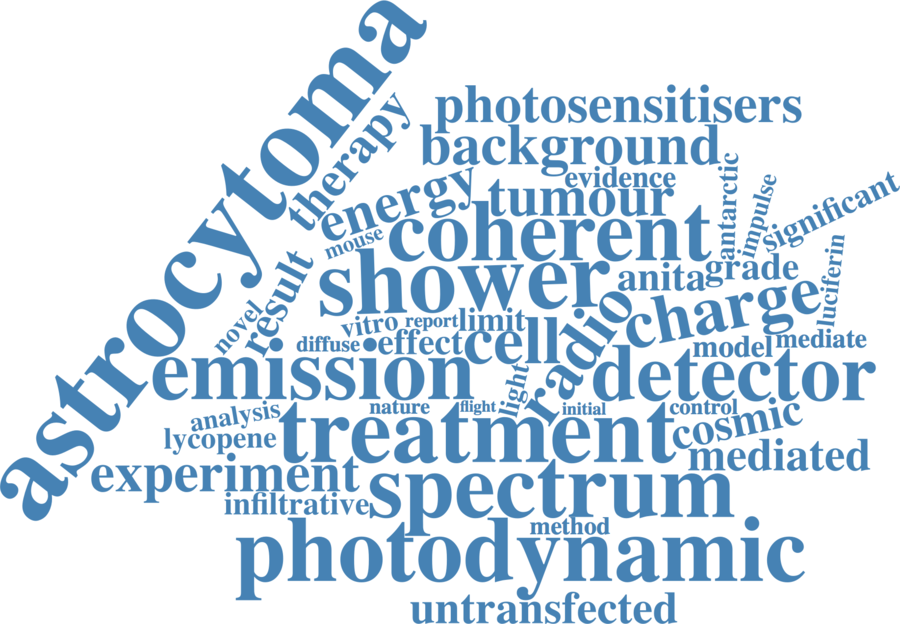 astrocytoma
therapy
photosensitisers
background
evidence
energy
tumour
antarctic
impulse
significant
mouse
coherent
shower
anita
grade
luciferin
result
novel
vitro
report
limit
radio
charge
diffuse
effect
cell
model
mediate
emission
light
detector
analysis
nature
flight
initial
control
lycopene
treatment
cosmic
experiment
mediated
infiltrative
spectrum
method
photodynamic
untransfected